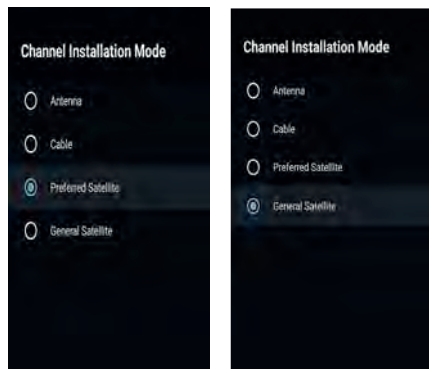 Channel Installation Mode
Antenna
Cable
Preferred Satellite
General Satellite
Channel Installation Mode
Antenna
Cable
Preferred Satellite
General Satellite